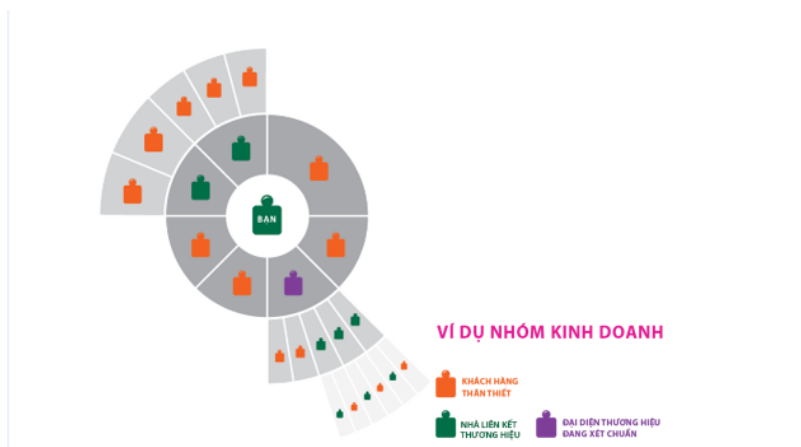 BẠN
VÍ DỤ NHÓM KINH DOANH
KHÁCH HÀNG
THÂN THIẾT
NHÀ LIÊN KẾT
THƯƠNG HIỆU
ĐẠI DIỆN THƯƠNG HIỆU
ĐANG XÉT CHUẨN